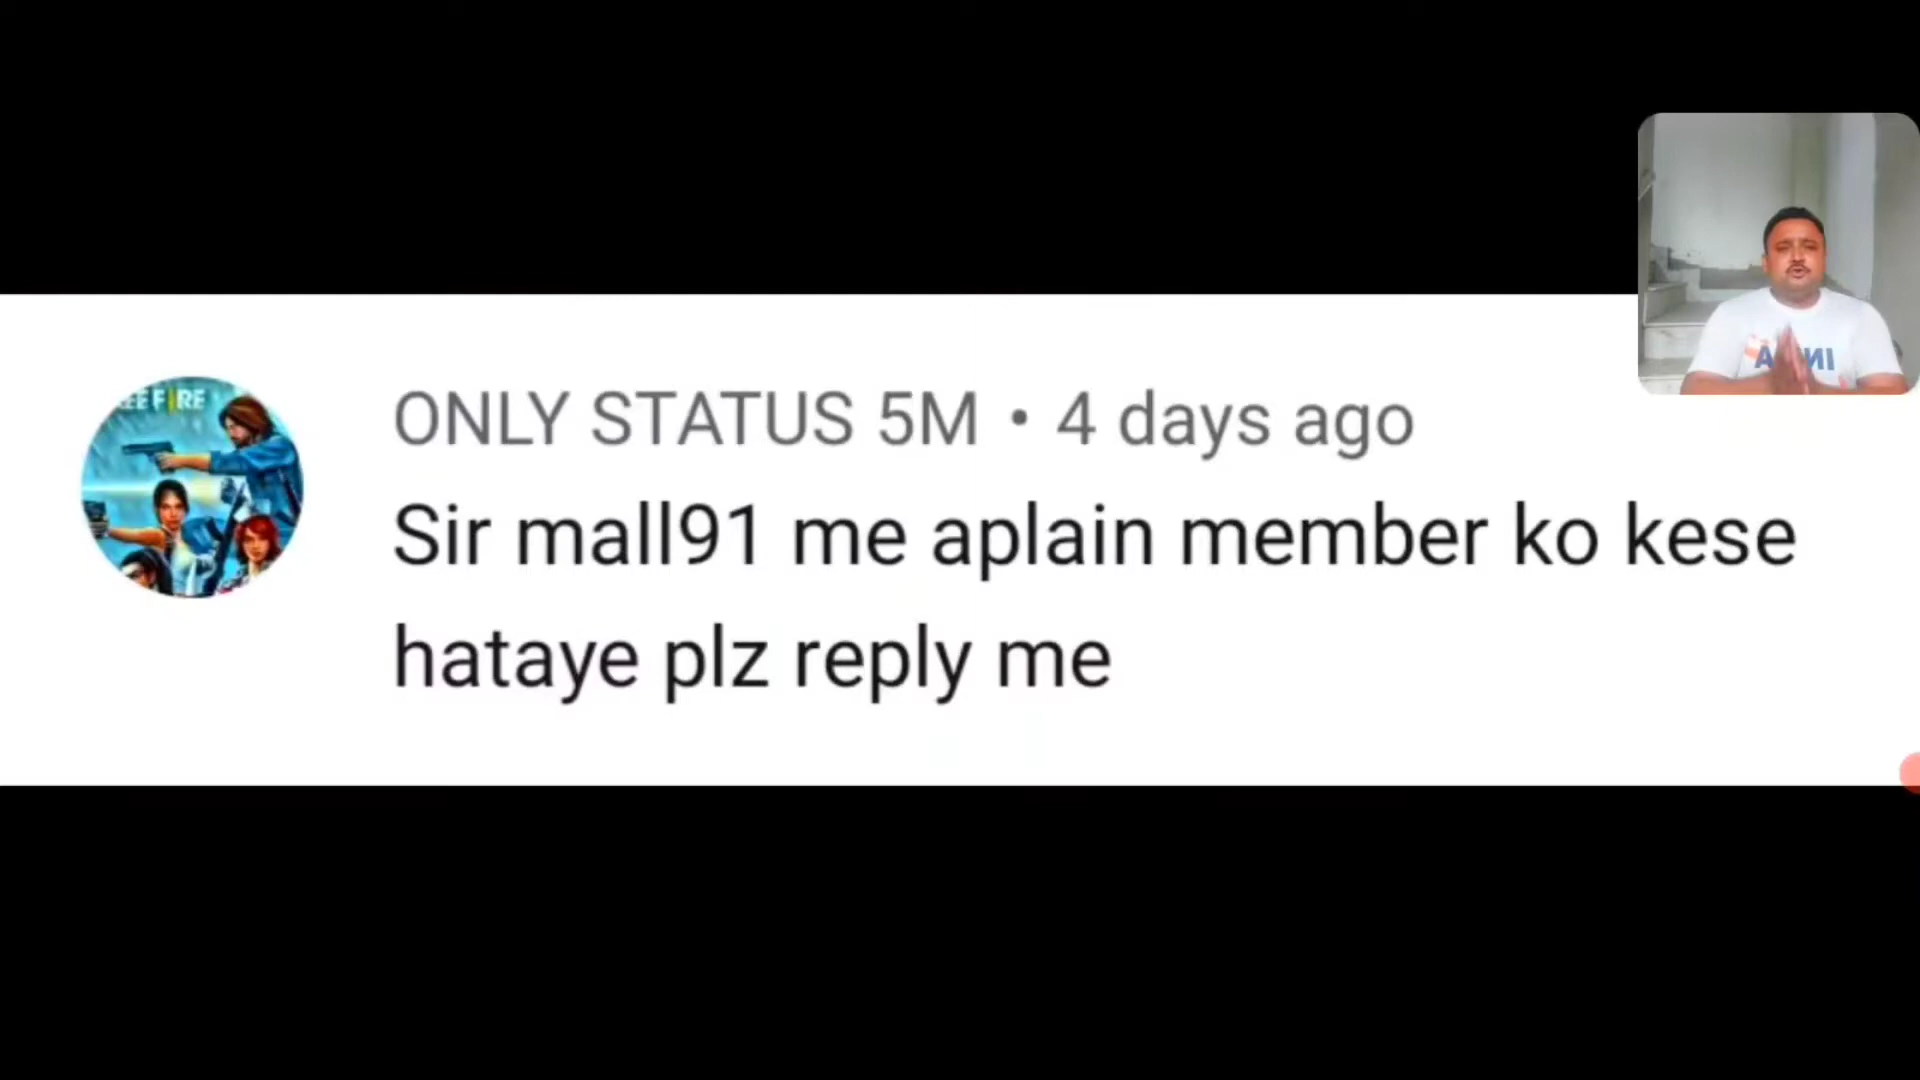 ONLY STATUS 5M • 4 days ago
Sir mall91 me aplain member ko kese
hataye plz reply me